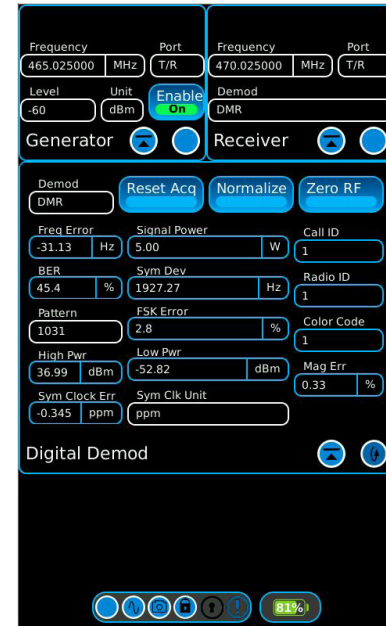 Frequency Port Frequency Port
465.025000 MHz T/R 470.025000 MHz T/R
Level Unit Enable Demod
-60 dBm On DMR
Generator Receiver
Demod Reset Acq Normalize Zero RF
DMR
Freq Error Signal Power Call ID
-31.13 Hz 5.00 W 1
BER Sym Dev Radio ID
45.4 % 1927.27 Hz 1
Pattern FSK Error Color Code
1031 2.8 % 1
High Pwr Low Pwr Mag Err
36.99 dBm -52.82 dBm 0.33 %
Sym Clock Err Sym Clk Unit
-0.345 ppm ppm
Digital Demod
81%